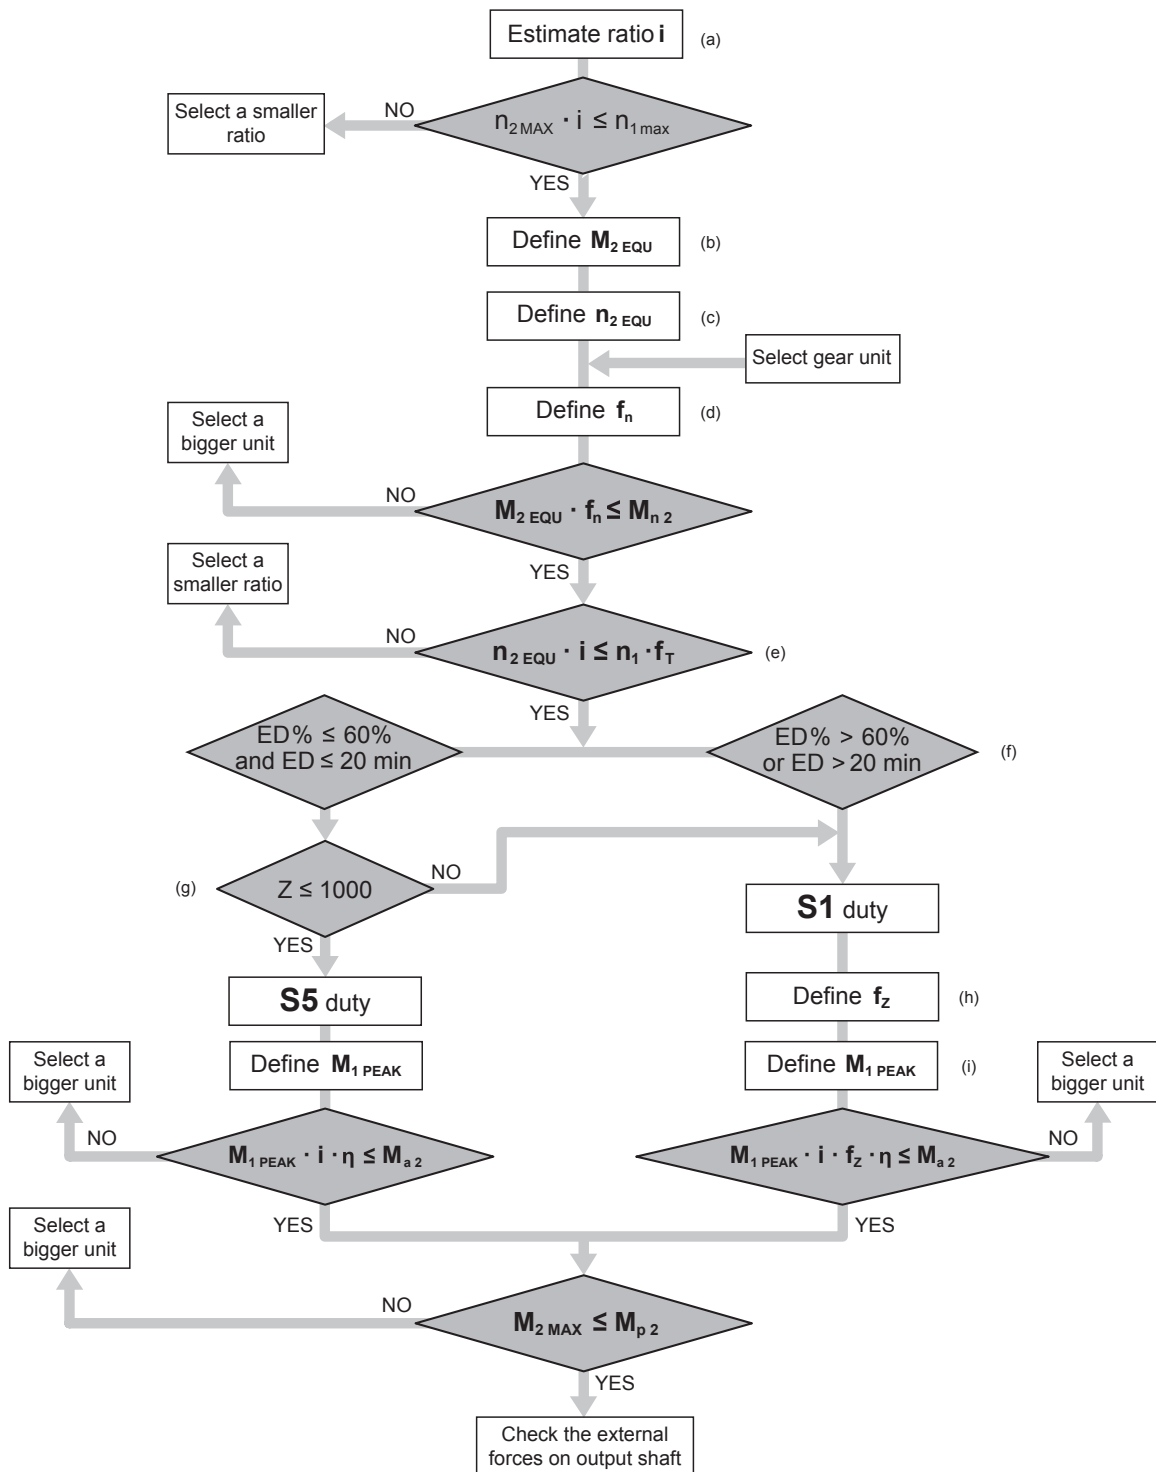 Estimate ratio i
(a)
Select a smaller
ratio
NO
n2 MAX · i ≤ n1 max
YES
Define M2 EQU
(b)
Define n2 EQU
(c)
Select gear unit
Define fn
(d)
Select a
bigger unit
NO
M2 EQU · fn ≤ Mn 2
YES
Select a
smaller ratio
NO
n2 EQU · i ≤ n1 · fT
(e)
YES
ED% ≤ 60%
and ED ≤ 20 min
ED% > 60%
or ED > 20 min
(f)
(g)
Z ≤ 1000
NO
YES
S1 duty
S5 duty
Define fZ
(h)
Select a
bigger unit
Define M1 PEAK
Define M1 PEAK
(i)
Select a
bigger unit
NO
M1 PEAK · i · η ≤ Ma 2
M1 PEAK · i · fZ · η ≤ Ma 2
NO
YES
YES
Select a
bigger unit
NO
M2 MAX ≤ Mp 2
YES
Check the external
forces on output shaft